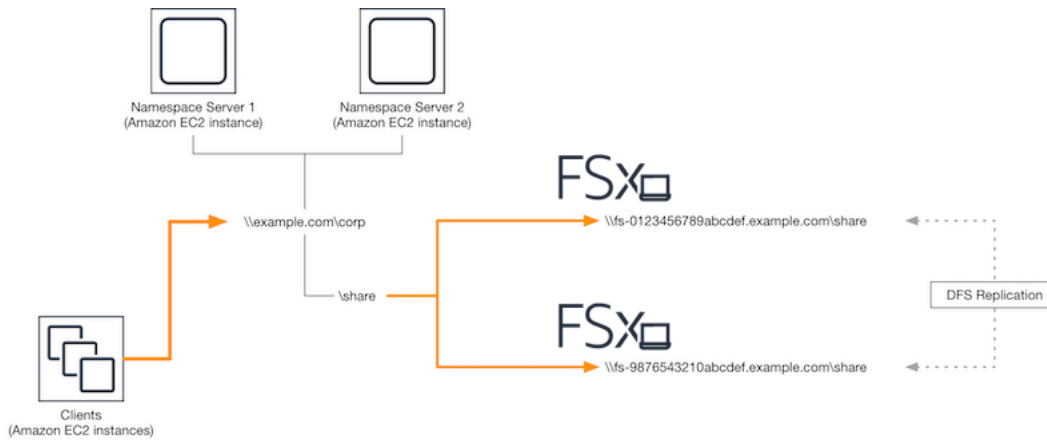 Namespace Server 1
(Amazon EC2 instance)
Namespace Server 2
(Amazon EC2 instance)
FSx
\\example.com\corp
\\fs-0123456789abcdef.example.com\share
\share
DFS Replication
FSx
\\fs-9876543210abcdef.example.com\share
Clients
(Amazon EC2 instances)